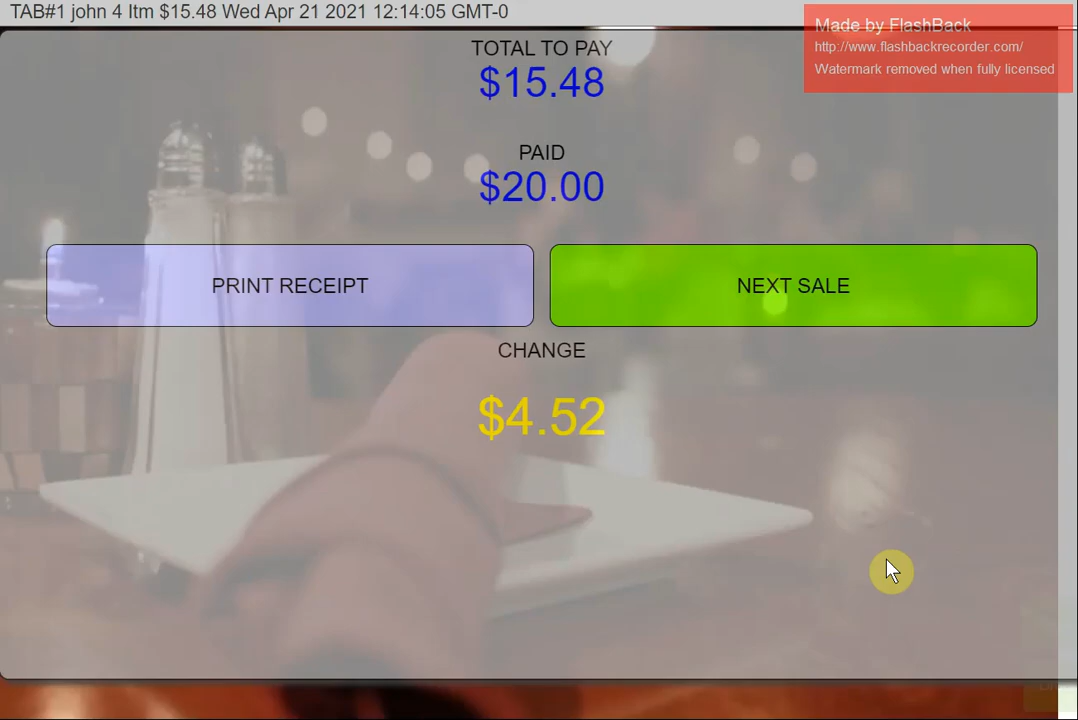 TAB#1 john 4 Itm $15.48 Wed Apr 21 2021 12:14:05 GMT-0
Made by FlashBack
http://www.flashbackrecorder.com/
Watermark removed when fully licensed
TOTAL TO PAY
$15.48
PAID
$20.00
PRINT RECEIPT
NEXT SALE
CHANGE
$4.52